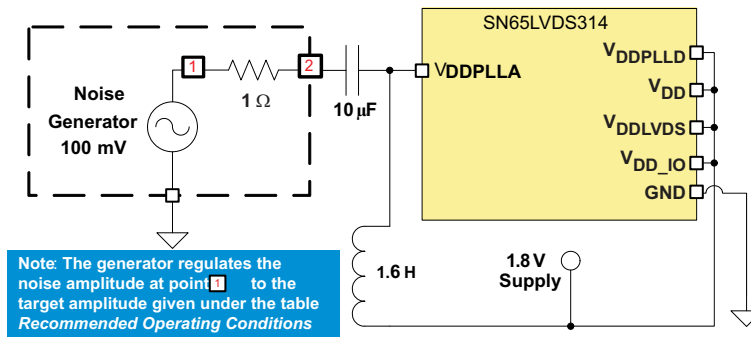 SN65LVDS314
1
2
1 Ω
10 µF
Noise
Generator
100 mV
VDDPLLA
VDDPLLD
VDD
VDDLVDS
VDD_IO
GND
1.6 H
1.8 V
Supply
Note: The generator regulates the
noise amplitude at point 1 to the
target amplitude given under the table
Recommended Operating Conditions